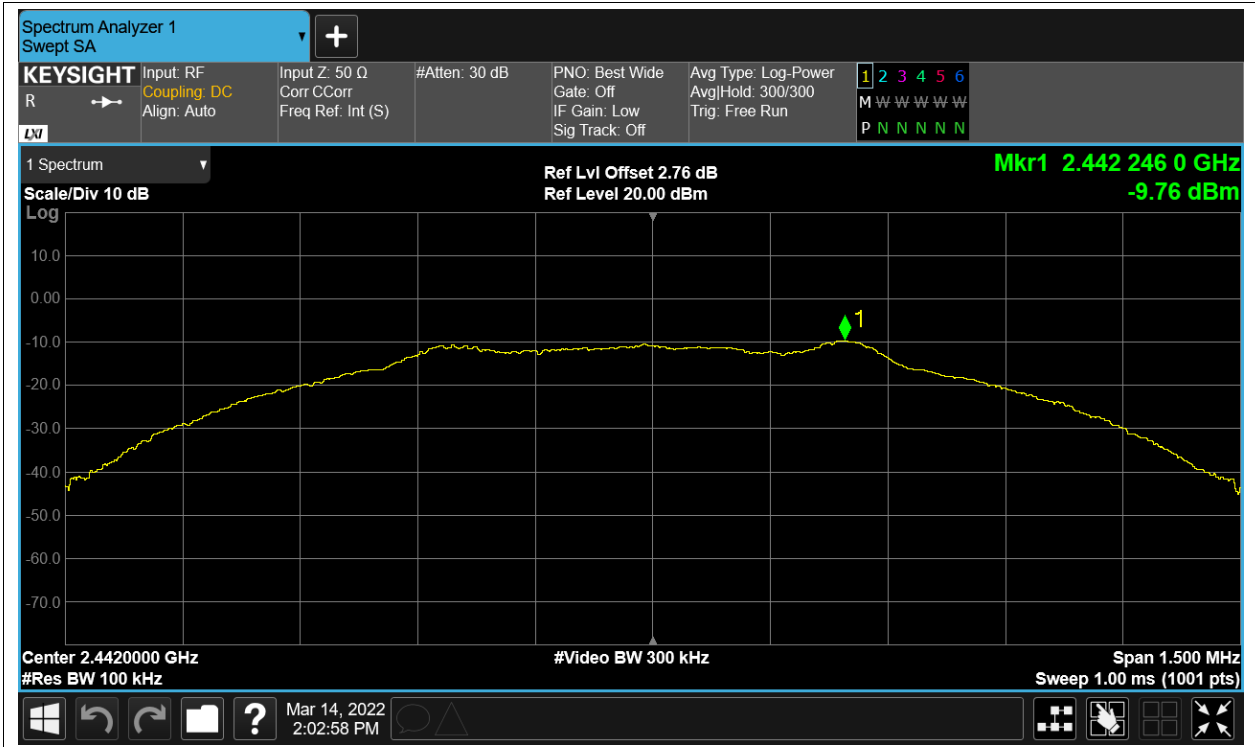 Spectrum Analyzer 1
Swept SA
KEYSIGHT
R
LXI
Input: RF
Coupling: DC
Align: Auto
Input Z: 50 Ω
Corr CCorr
Freq Ref: Int (S)
#Atten: 30 dB
PNO: Best Wide
Gate: Off
IF Gain: Low
Sig Track: Off
Avg Type: Log-Power
Avg|Hold: 300/300
Trig: Free Run
1 2 3 4 5 6
M W W W W W
P N N N N N
1 Spectrum
Scale/Div 10 dB
Log
Ref Lvl Offset 2.76 dB
Ref Level 20.00 dBm
Mkr1 2.442 246 0 GHz
-9.76 dBm
10.0
0.00
-10.0
-20.0
-30.0
-40.0
-50.0
-60.0
-70.0
1
Center 2.4420000 GHz
#Res BW 100 kHz
#Video BW 300 kHz
Span 1.500 MHz
Sweep 1.00 ms (1001 pts)
?
Mar 14, 2022
2:02:58 PM